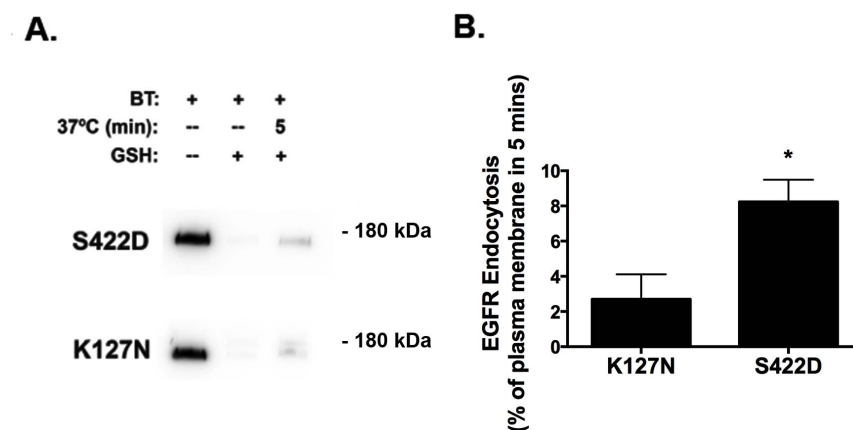 A.
BT: + + +
37ºC (min): -- -- 5
GSH: -- + +
S422D - 180 kDa
K127N - 180 kDa
B.
EGFR Endocytosis
(% of plasma membrane in 5 mins)
10
8
6
4
2
0
*
K127N S422D